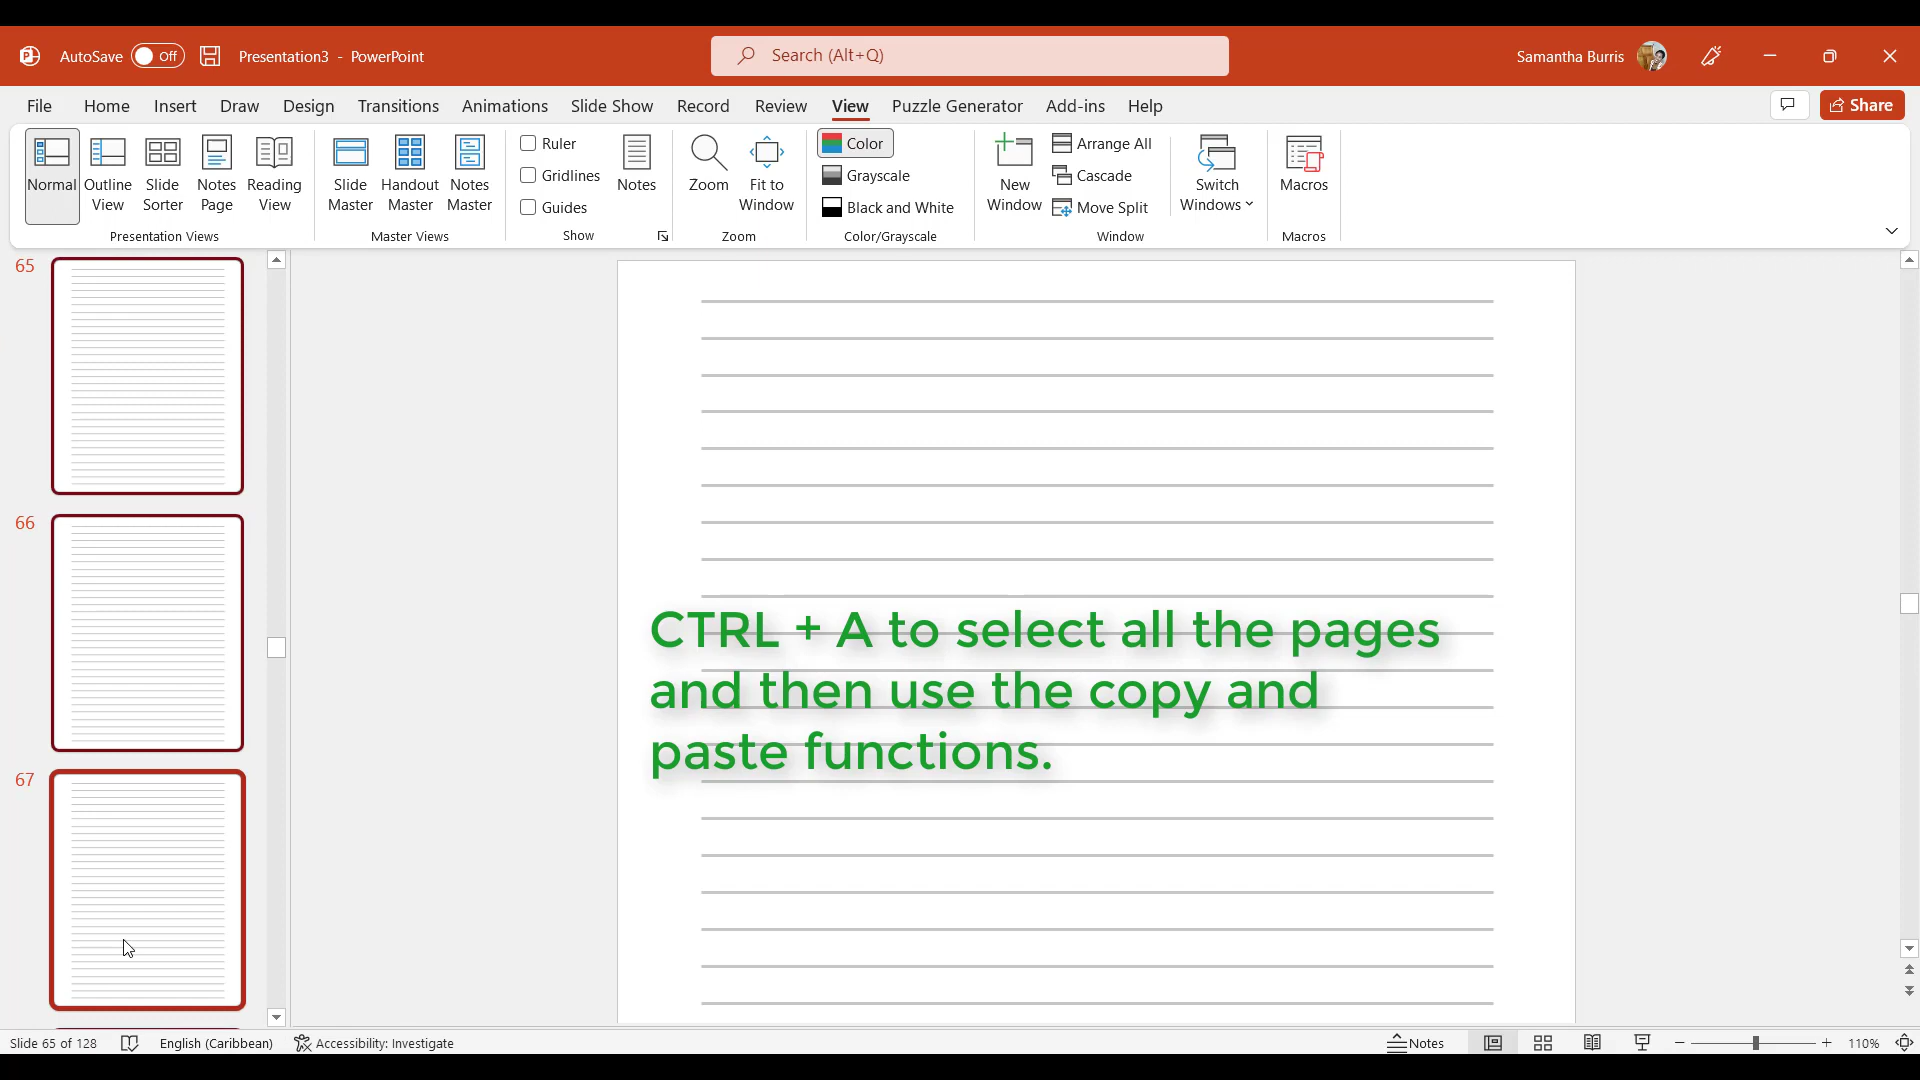 AutoSave Off Presentation3 - PowerPoint Search (Alt+Q) Samantha Burris
File Home Insert Draw Design Transitions Animations Slide Show Record Review View Puzzle Generator Add-ins Help Share
Normal Outline View Slide Sorter Notes Page Reading View
Presentation Views
Slide Master Handout Master Notes Master
Master Views
Ruler
Gridlines
Guides
Notes
Show
Zoom Fit to Window
Zoom
Color
Grayscale
Black and White
Color/Grayscale
New Window
Arrange All
Cascade
Move Split
Switch Windows
Window
Macros
Macros
65
66
67
CTRL + A to select all the pages
and then use the copy and
paste functions.
Slide 65 of 128 English (Caribbean) Accessibility: Investigate Notes 110%